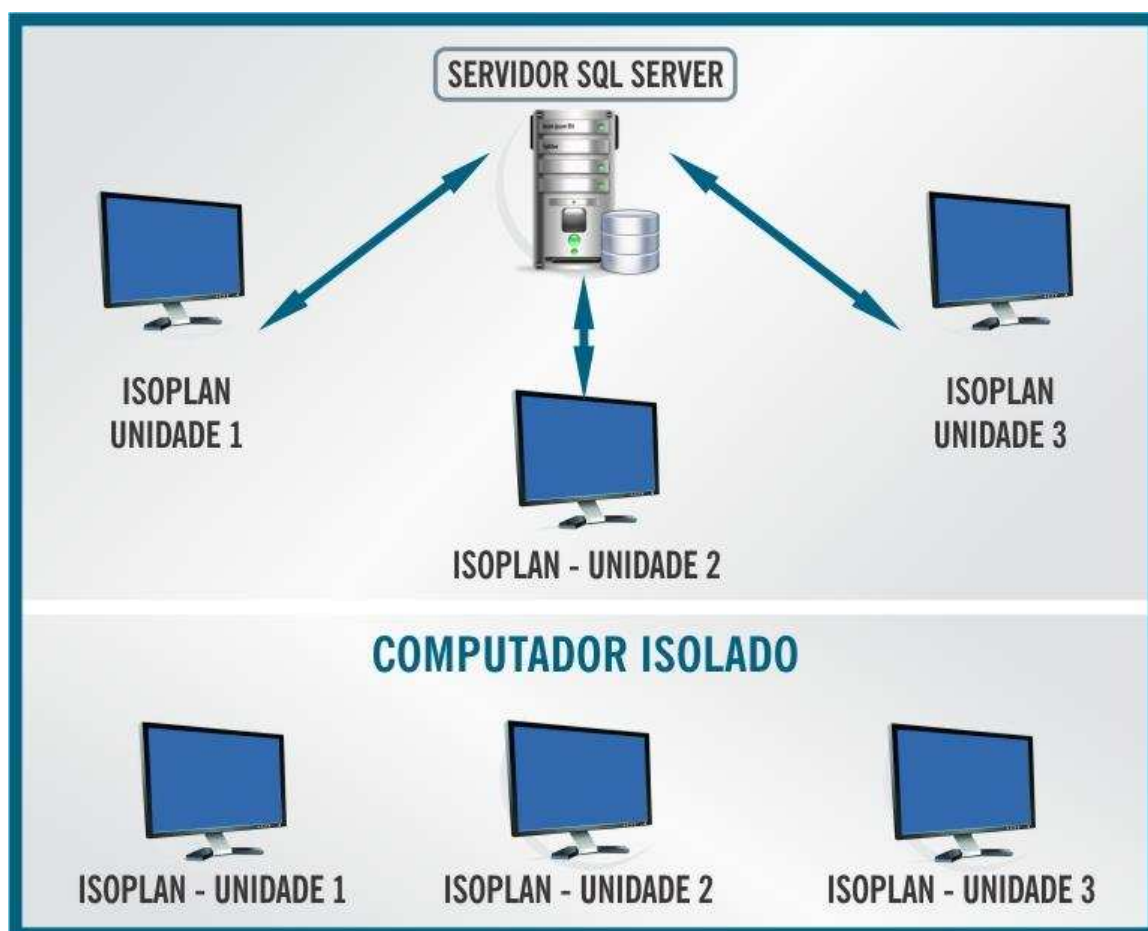 SERVIDOR SQL SERVER
ISOPLAN
UNIDADE 1
ISOPLAN
UNIDADE 3
ISOPLAN - UNIDADE 2
COMPUTADOR ISOLADO
ISOPLAN - UNIDADE 1
ISOPLAN - UNIDADE 2
ISOPLAN - UNIDADE 3